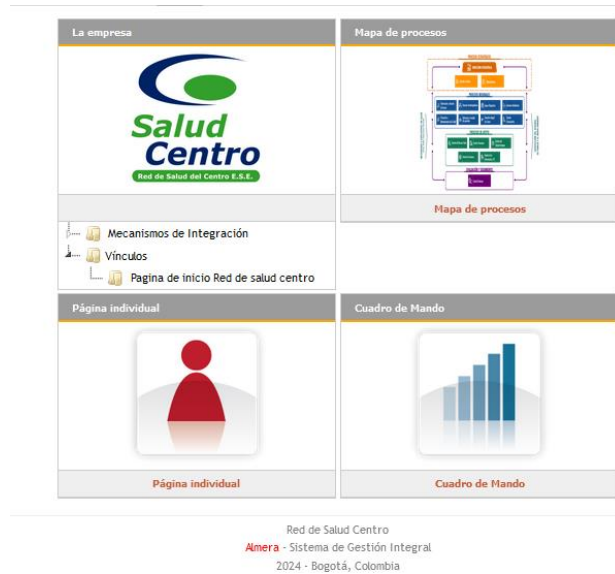 La empresa
Salud
Centro
Red de Salud del Centro E.S.E.
Mecanismos de Integración
Vínculos
Pagina de inicio Red de salud centro
Mapa de procesos
Mapa de procesos
Página individual
Página individual
Cuadro de Mando
Cuadro de Mando
Red de Salud Centro
Almera - Sistema de Gestión Integral
2024 - Bogotá, Colombia